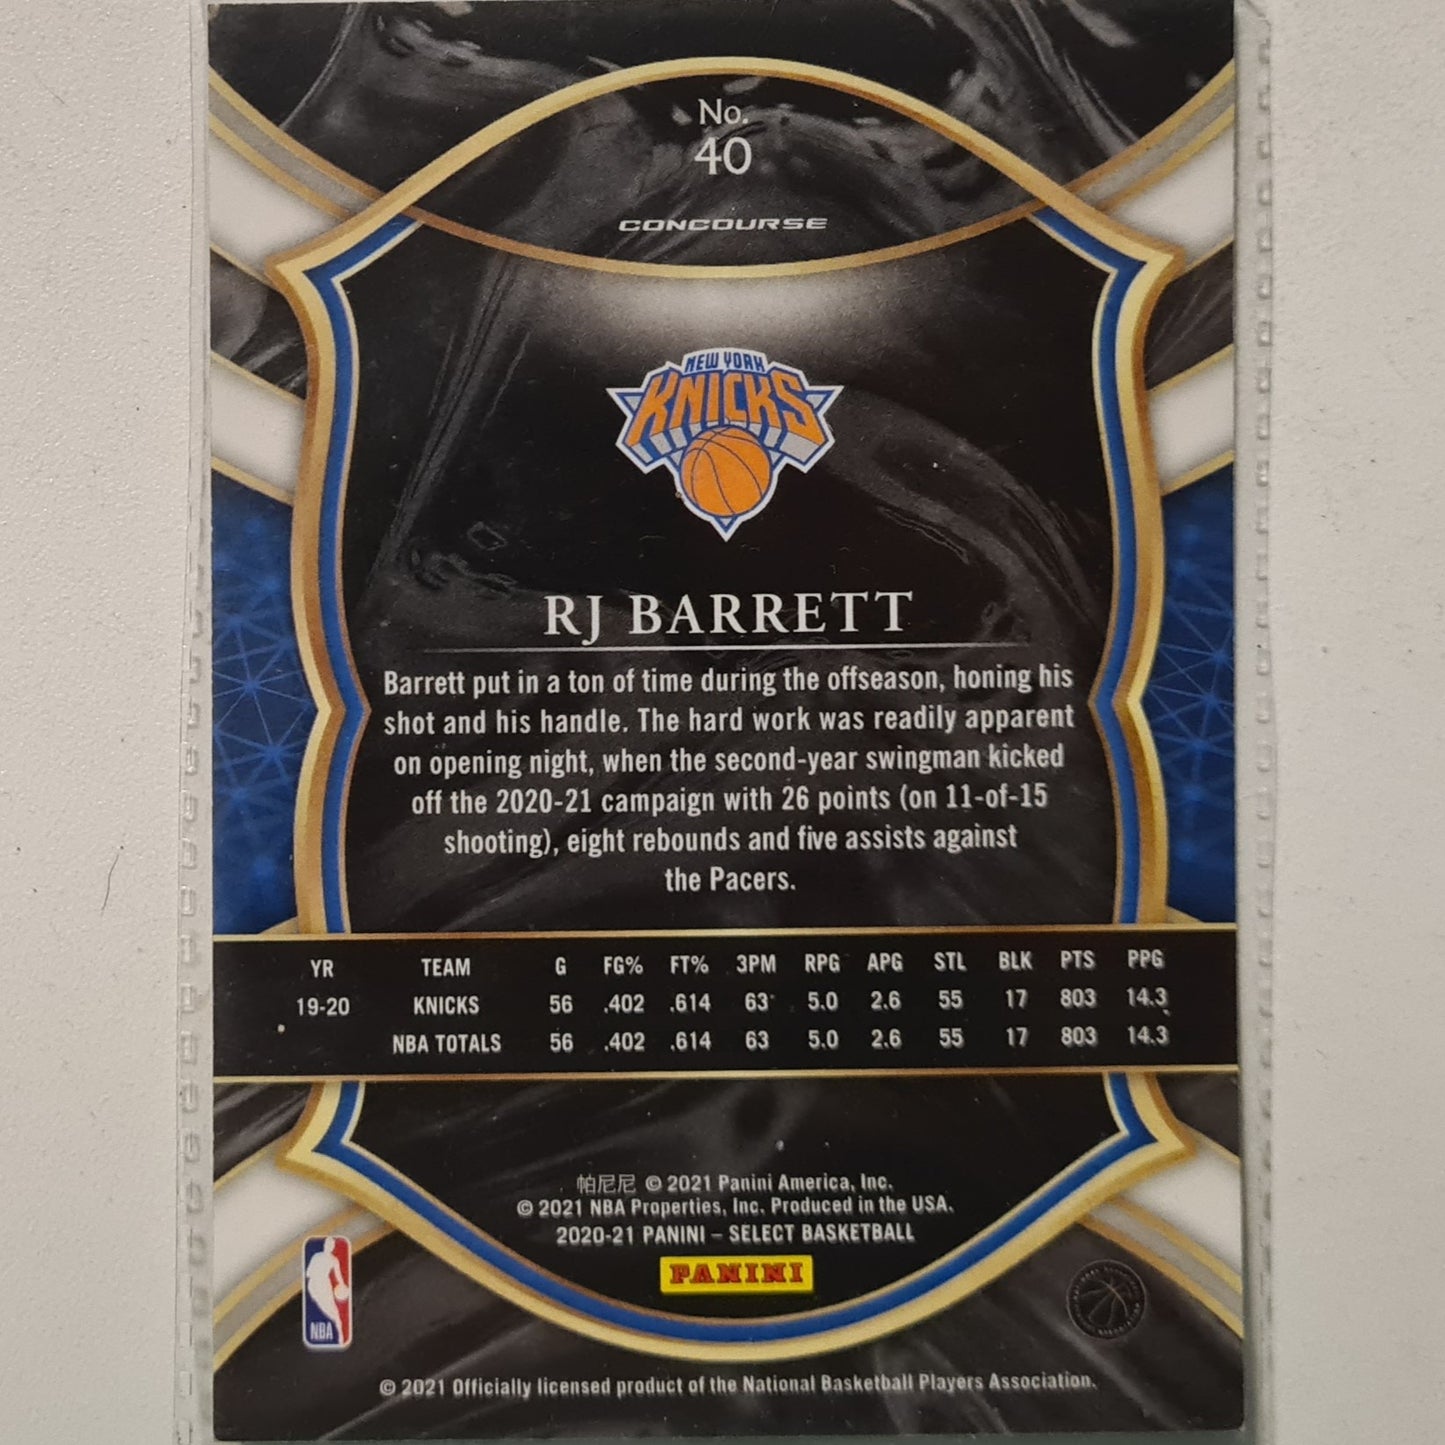 No.
40
CONCOURSE
NEW YORK
KNICKS
RJ BARRETT
Barrett put in a ton of time during the offseason, honing his
shot and his handle. The hard work was readily apparent
on opening night, when the second-year swingman kicked
off the 2020-21 campaign with 26 points (on 11-of-15
shooting), eight rebounds and five assists against
the Pacers.
YR TEAM G FG% FT% 3PM RPG APG STL BLK PTS PPG
19-20 KNICKS 56 .402 .614 63 5.0 2.6 55 17 803 14.3
NBA TOTALS 56 .402 .614 63 5.0 2.6 55 17 803 14.3
帕尼尼 © 2021 Panini America, Inc.
© 2021 NBA Properties, Inc. Produced in the USA.
2020-21 PANINI – SELECT BASKETBALL
PANINI
NBA
© 2021 Officially licensed product of the National Basketball Players Association.